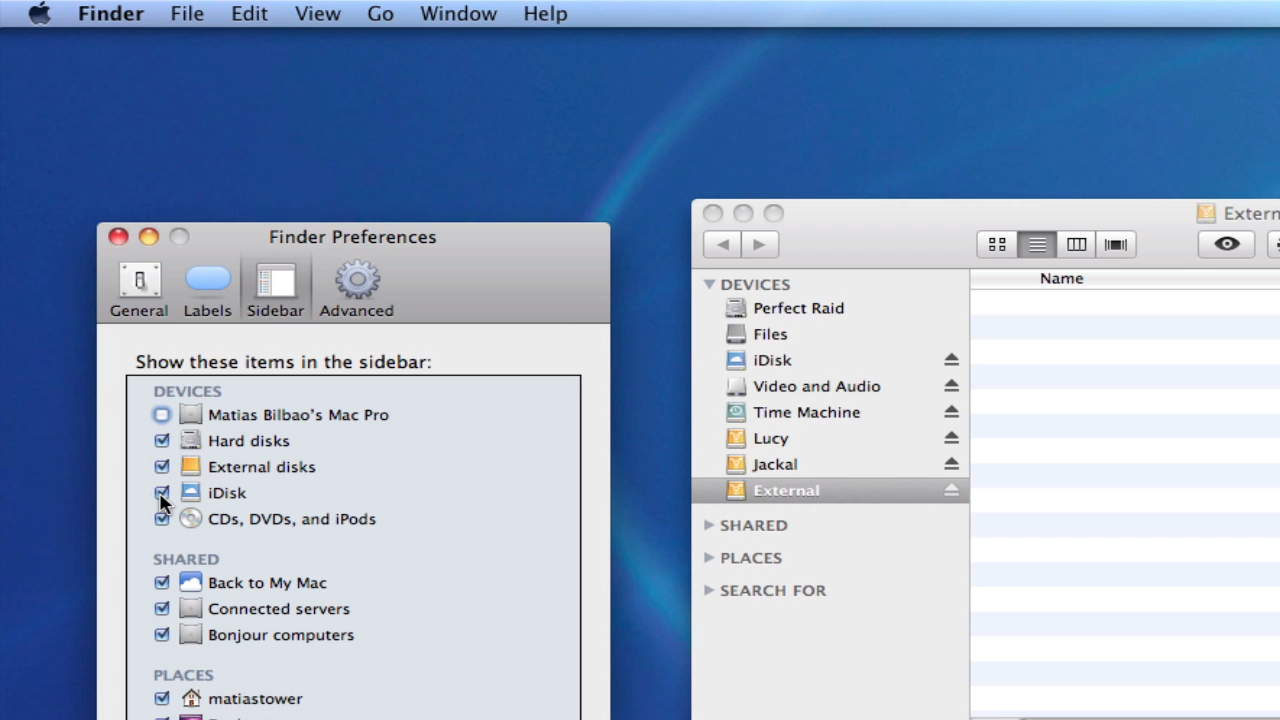 Finder File Edit View Go Window Help
Finder Preferences
General Labels Sidebar Advanced
Show these items in the sidebar:
DEVICES
Matias Bilbao's Mac Pro
Hard disks
External disks
iDisk
CDs, DVDs, and iPods
SHARED
Back to My Mac
Connected servers
Bonjour computers
PLACES
matiastower
Extern
Name
DEVICES
Perfect Raid
Files
iDisk
Video and Audio
Time Machine
Lucy
Jackal
External
SHARED
PLACES
SEARCH FOR